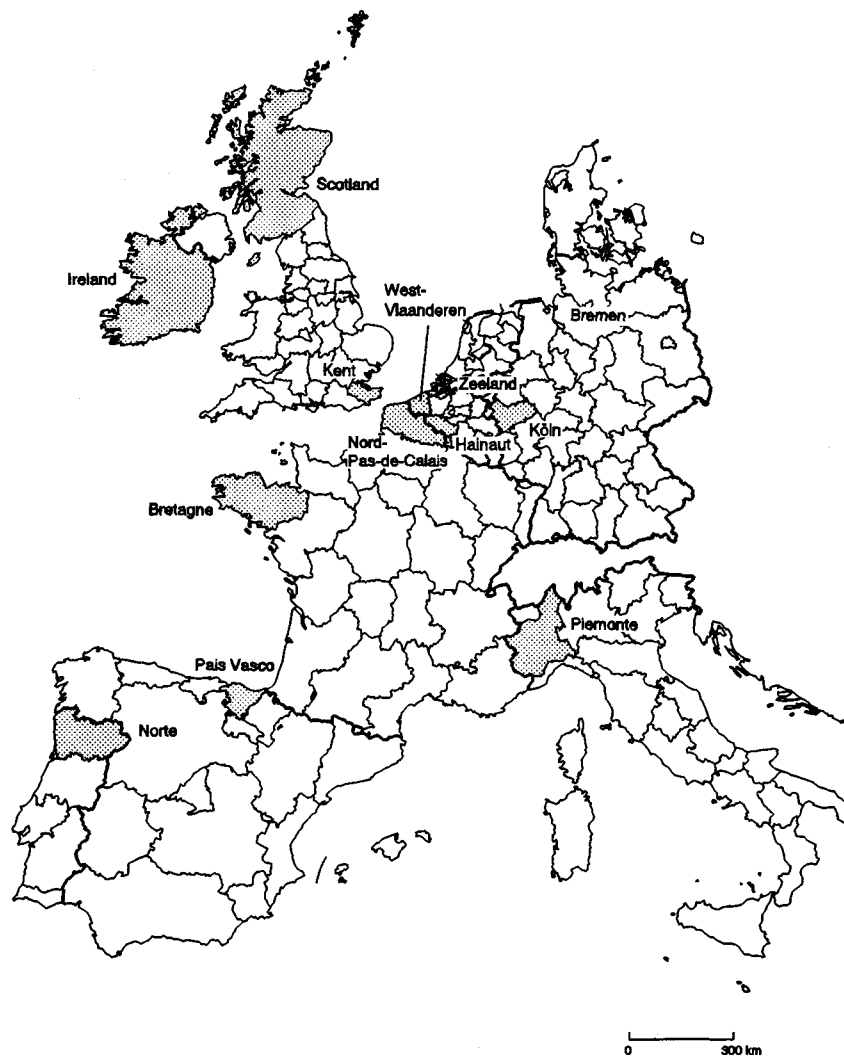 Scotland
Ireland
West-
Vlaanderen
Bremen
Kent
Zeeland
Köln
Hainaut
Nord-
Pas-de-Calais
Bretagne
Piemonte
Pais Vasco
Norte
0 300 km